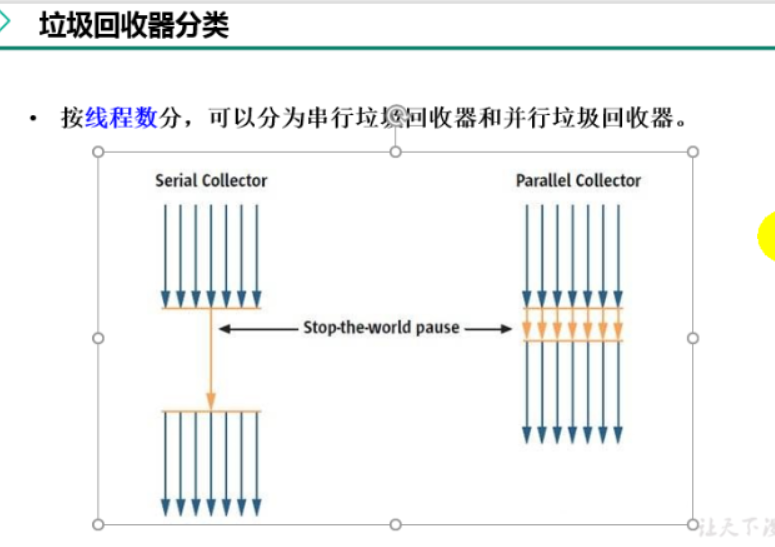 垃圾回收器分类
• 按线程数分，可以分为串行垃圾回收器和并行垃圾回收器。
Serial Collector
Parallel Collector
Stop-the-world pause
让天下